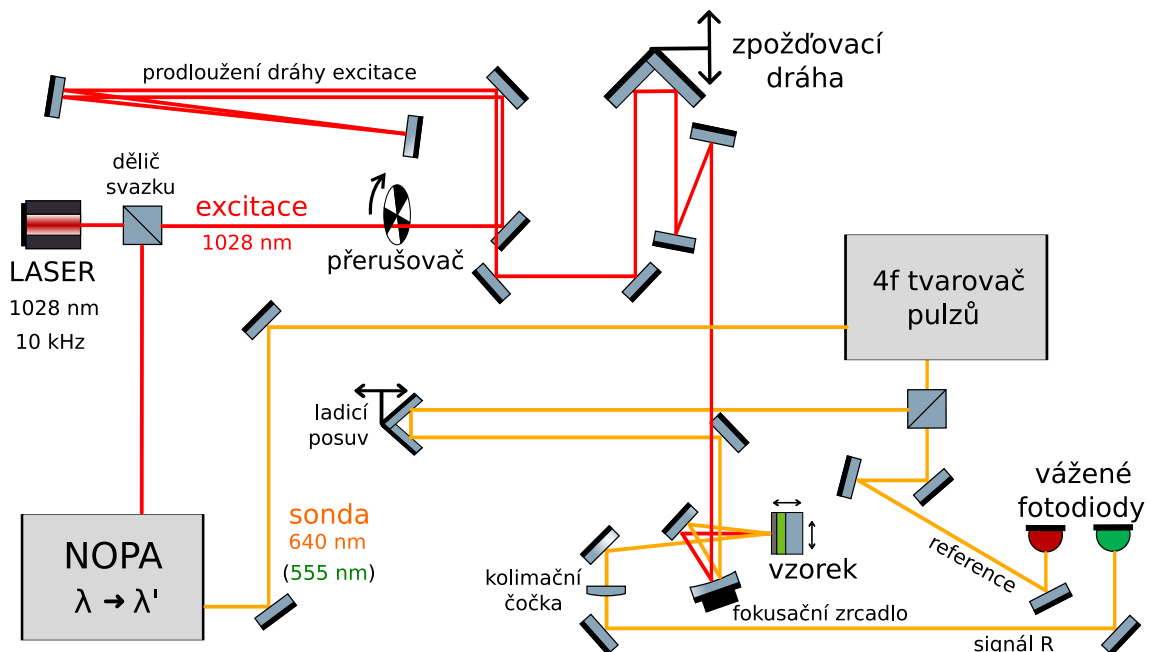 zpožďovací
dráha
prodloužení dráhy excitace
dělič
svazku
excitace
1028 nm
přerušovač
LASER
1028 nm
10 kHz
4f tvarovač
pulzů
ladicí
posuv
vážené
fotodiody
sonda
640 nm
(555 nm)
NOPA
λ → λ'
kolimační
čočka
vzorek
reference
fokusační zrcadlo
signál R